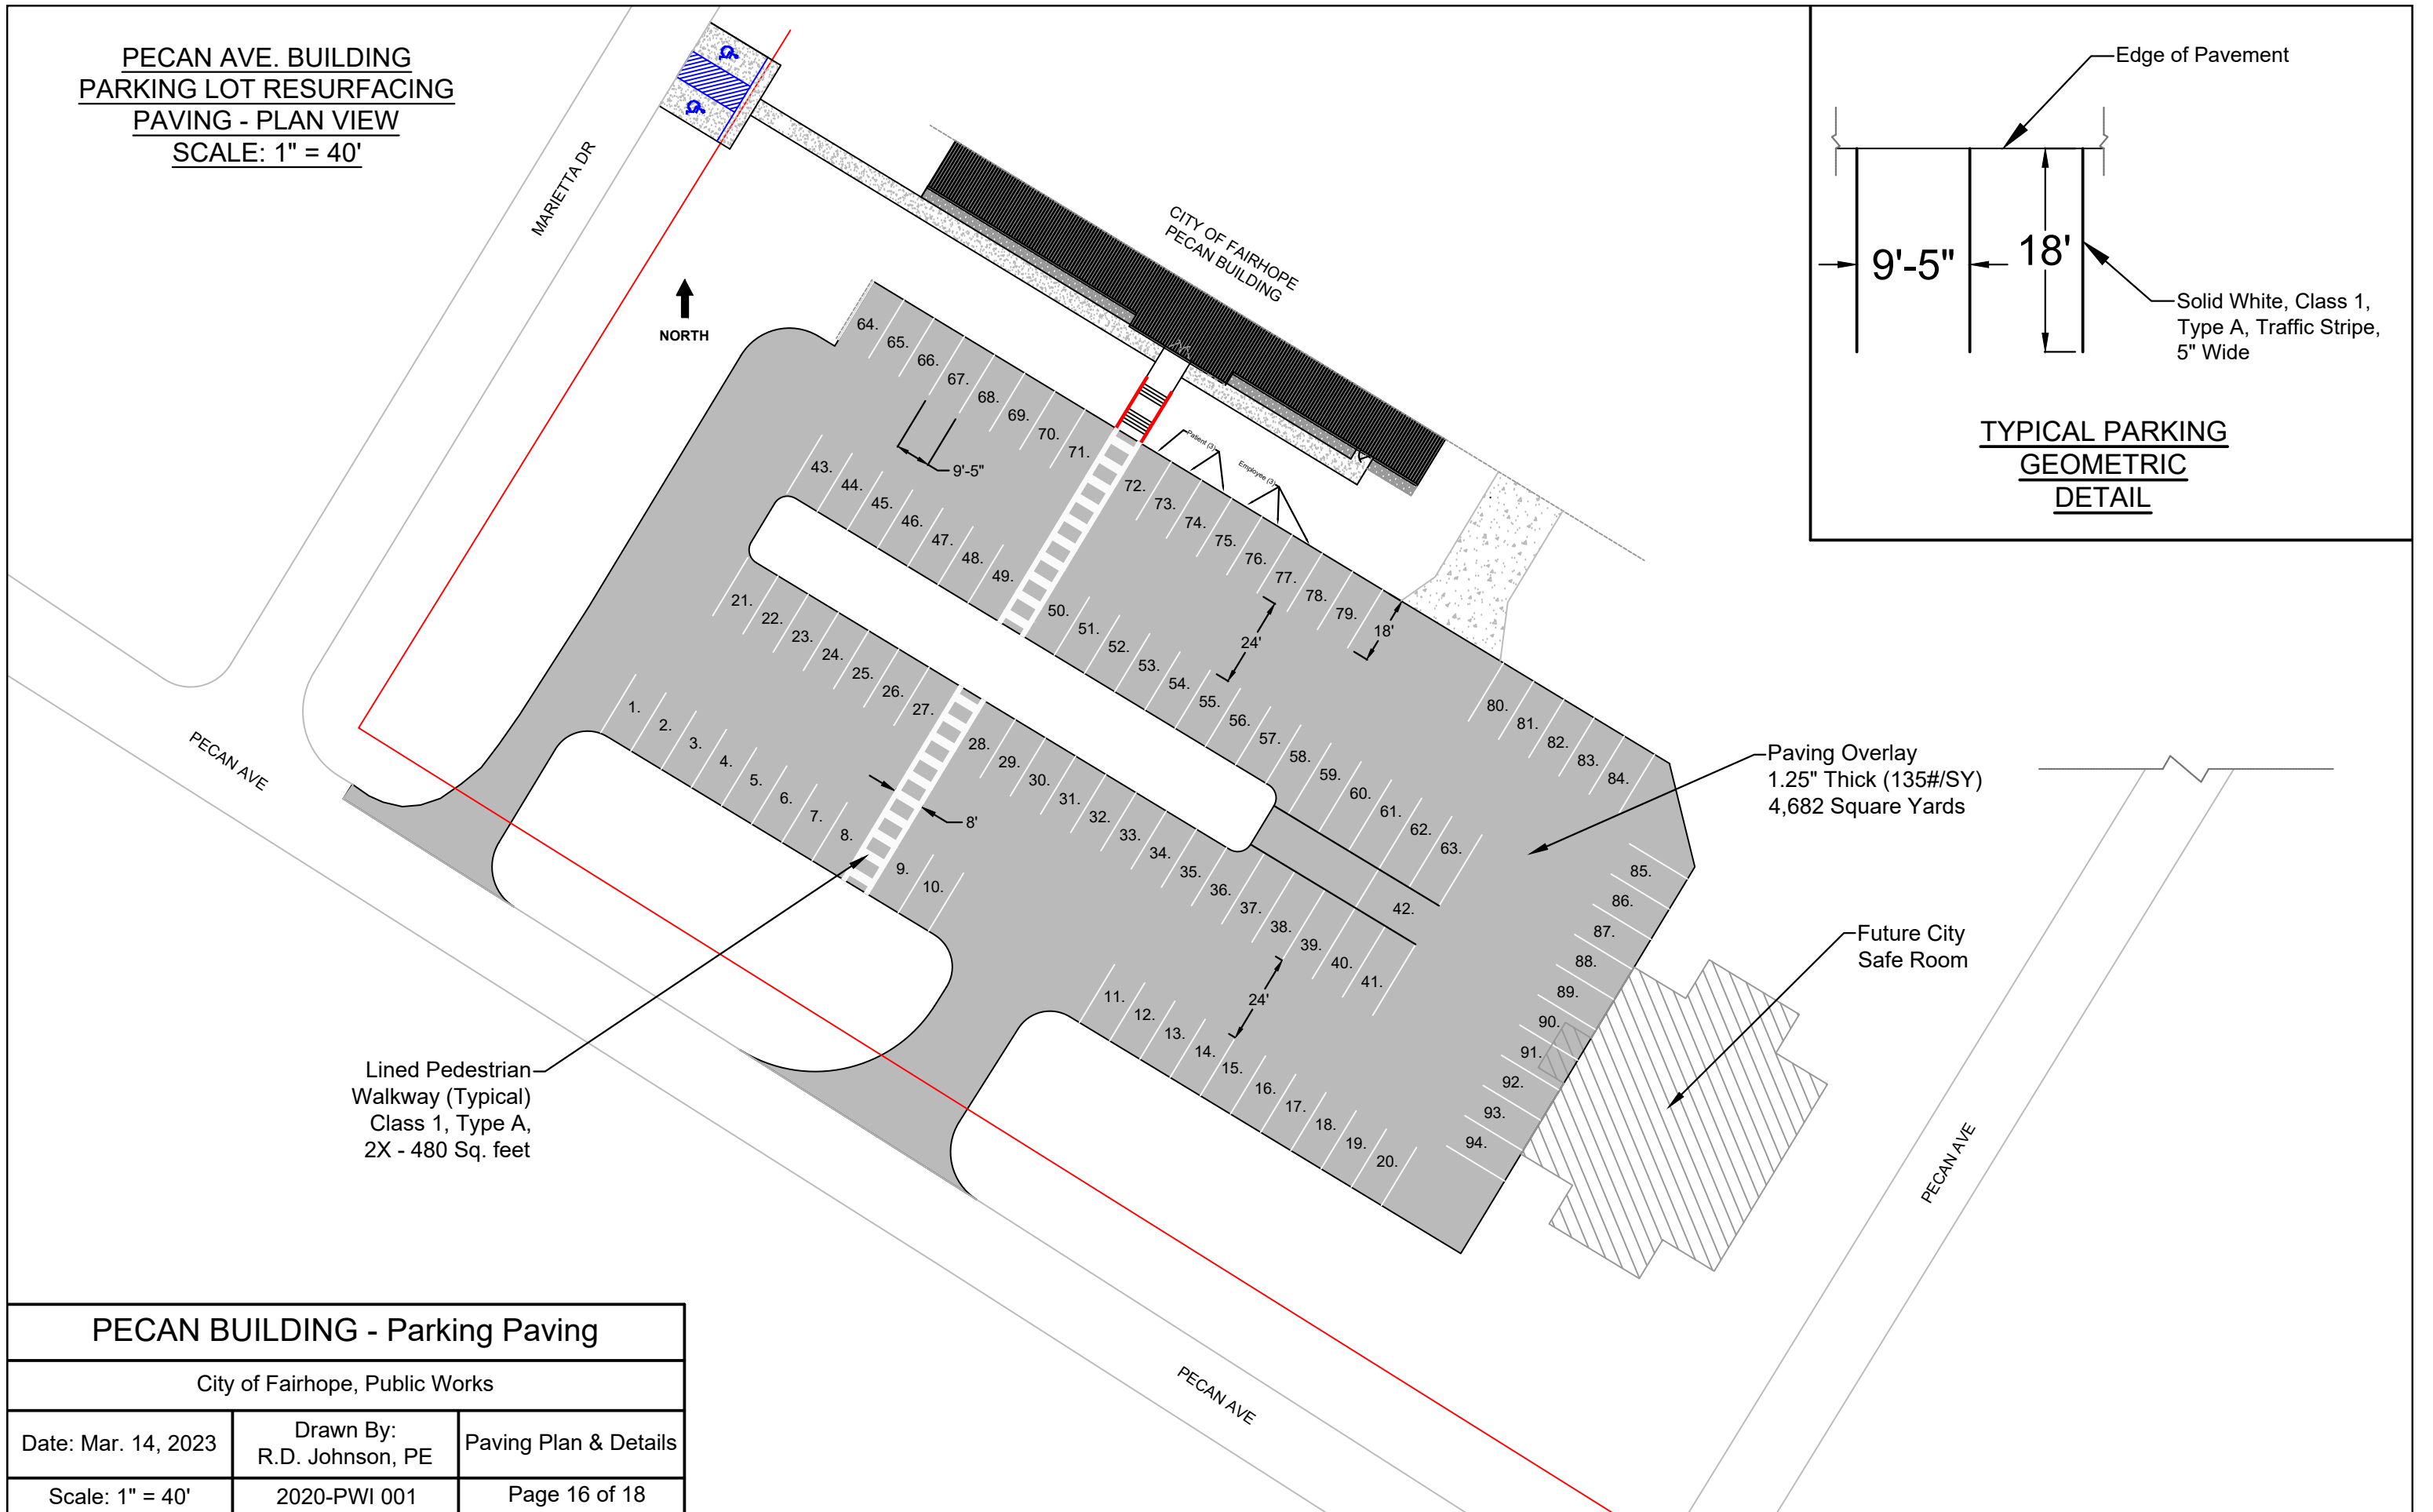 PECAN AVE. BUILDING
PARKING LOT RESURFACING
PAVING - PLAN VIEW
SCALE: 1" = 40'
MARIETTA DR
NORTH
CITY OF FAIRHOPE
PECAN BUILDING
Edge of Pavement
9'-5"
18'
Solid White, Class 1,
Type A, Traffic Stripe,
5" Wide
TYPICAL PARKING
GEOMETRIC
DETAIL
64.
65.
66.
67.
68.
69.
70.
71.
9'-5"
Patient (3)
Employee (3)
72.
73.
74.
75.
76.
77.
78.
79.
18'
24'
80.
81.
82.
83.
84.
43.
44.
45.
46.
47.
48.
49.
50.
51.
52.
53.
54.
55.
56.
57.
58.
59.
60.
61.
62.
63.
21.
22.
23.
24.
25.
26.
27.
28.
29.
30.
31.
32.
33.
34.
35.
36.
37.
38.
39.
40.
41.
42.
1.
2.
3.
4.
5.
6.
7.
8.
8'
9.
10.
11.
12.
13.
14.
15.
16.
17.
18.
19.
20.
24'
85.
86.
87.
88.
89.
90.
91.
92.
93.
94.
Paving Overlay
1.25" Thick (135#/SY)
4,682 Square Yards
Future City
Safe Room
PECAN AVE
Lined Pedestrian
Walkway (Typical)
Class 1, Type A,
2X - 480 Sq. feet
PECAN AVE
PECAN AVE
PECAN BUILDING - Parking Paving
City of Fairhope, Public Works
Date: Mar. 14, 2023
Drawn By:
R.D. Johnson, PE
Paving Plan & Details
Scale: 1" = 40'
2020-PWI 001
Page 16 of 18